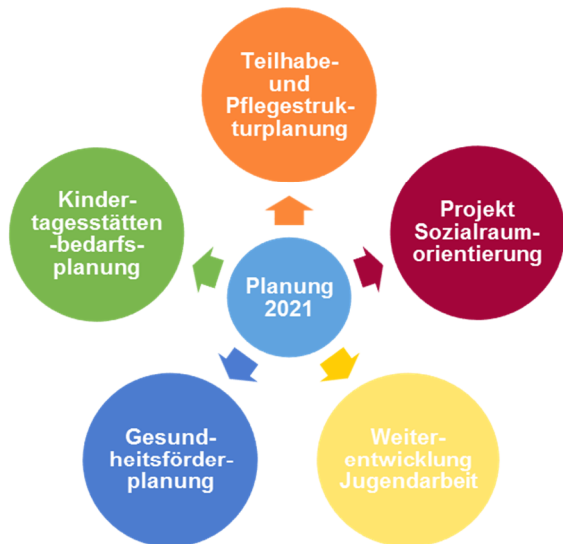 Teilhabe-
und
Pflegestruk-
turplanung
Kinder-
tagesstätten
-bedarfs-
planung
Projekt
Sozialraum-
orientierung
Planung
2021
Gesund-
heitsförder-
planung
Weiter-
entwicklung
Jugendarbeit